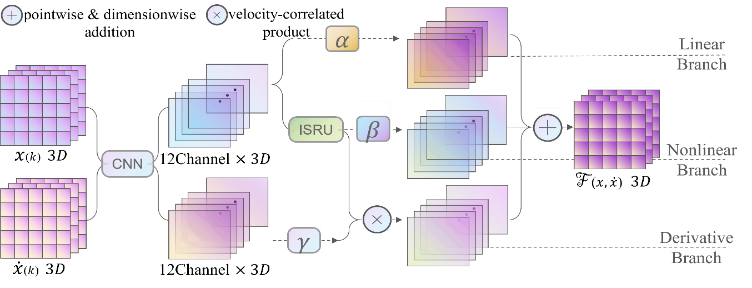 + pointwise & dimensionwise
addition
× velocity-correlated
product
α
Linear
Branch
x(k) 3D
CNN
12Channel × 3D
ISRU
β
+
ℱ(x, ẋ) 3D
Nonlinear
Branch
ẋ(k) 3D
12Channel × 3D
γ
×
Derivative
Branch